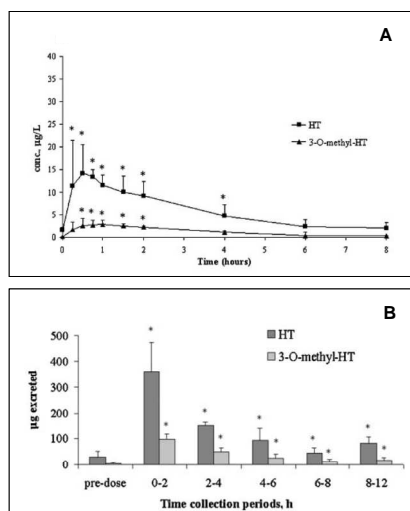 A
40
35
30
25
20
15
10
5
0
conc., µg/L
HT
3-O-methyl-HT
* * * * * * *
* * * * *
0 1 2 3 4 5 6 7 8
Time (hours)
B
500
400
300
200
100
0
µg excreted
HT
3-O-methyl-HT
* * * * *
* * * * *
pre-dose 0-2 2-4 4-6 6-8 8-12
Time collection periods, h